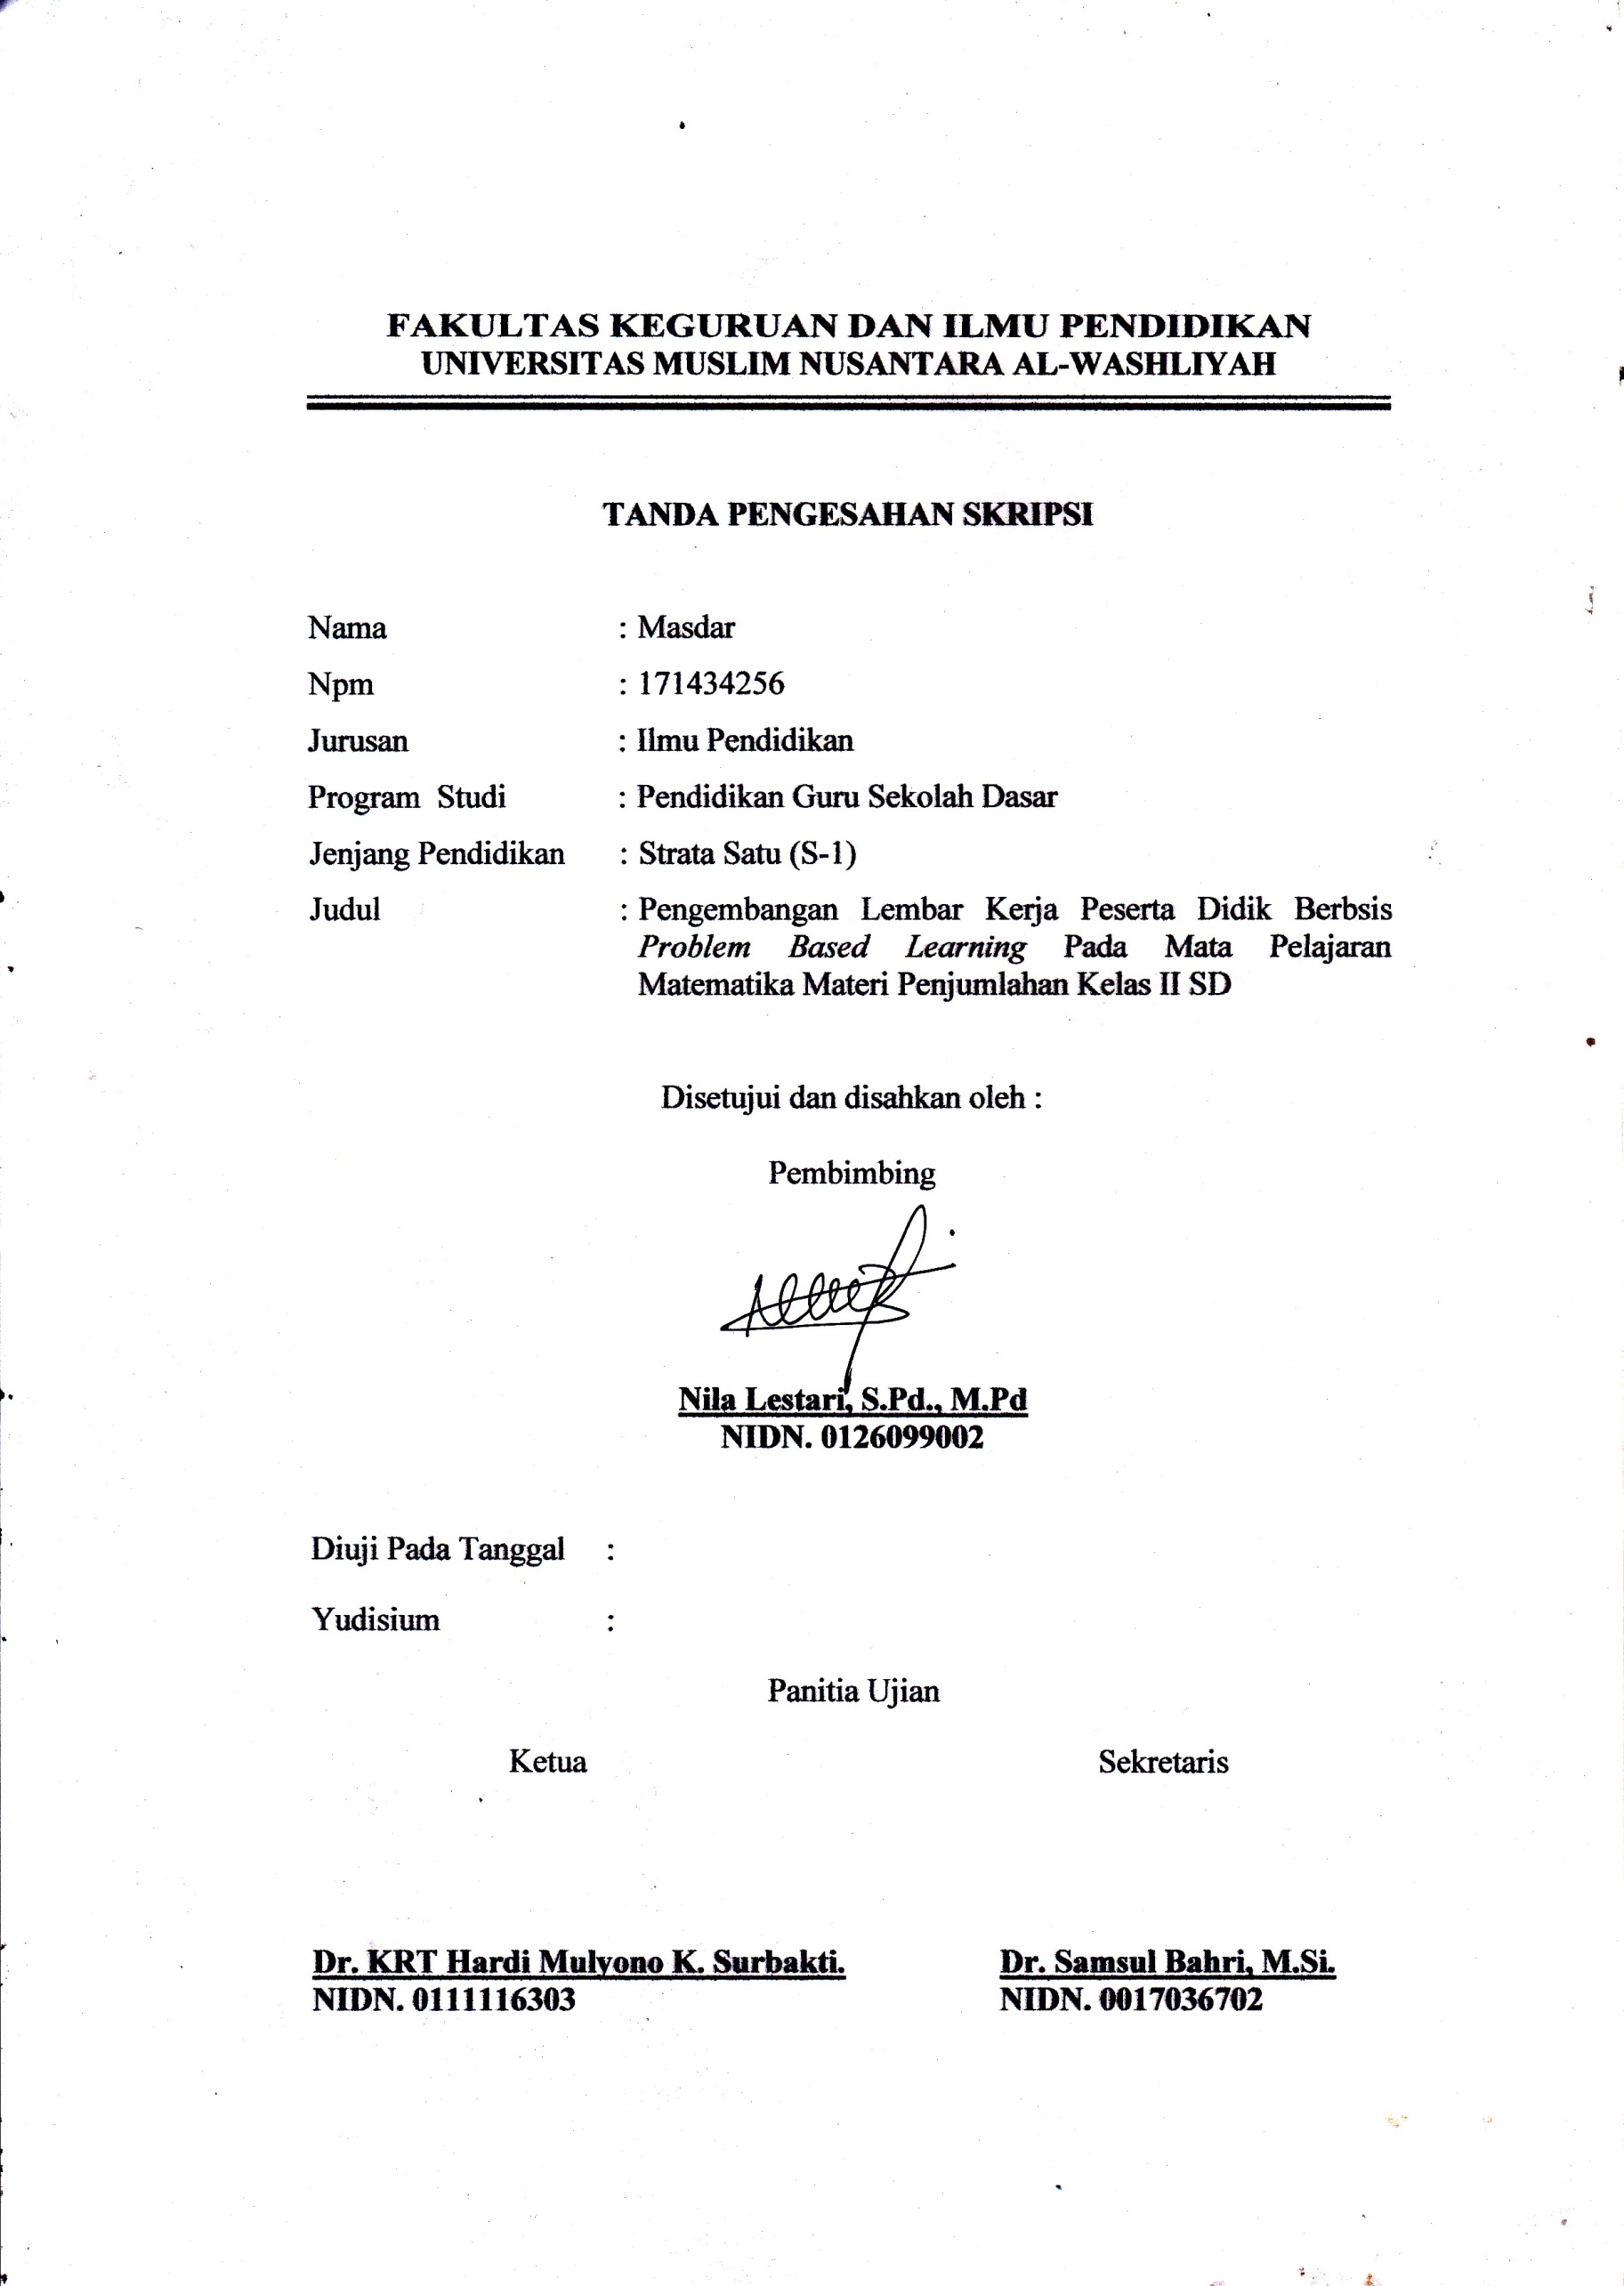 FAKULTAS KEGURUAN DAN ILMU PENDIDIKAN
UNIVERSITAS MUSLIM NUSANTARA AL-WASHLIYAH
TANDA PENGESAHAN SKRIPSI
Nama : Masdar
Npm : 171434256
Jurusan : Ilmu Pendidikan
Program Studi : Pendidikan Guru Sekolah Dasar
Jenjang Pendidikan : Strata Satu (S-1)
Judul : Pengembangan Lembar Kerja Peserta Didik Berbsis
Problem Based Learning Pada Mata Pelajaran
Matematika Materi Penjumlahan Kelas II SD
Disetujui dan disahkan oleh :
Pembimbing
Nila Lestari, S.Pd., M.Pd
NIDN. 0126099002
Diuji Pada Tanggal :
Yudisium :
Panitia Ujian
Ketua Sekretaris
Dr. KRT Hardi Mulyono K. Surbakti. Dr. Samsul Bahri, M.Si.
NIDN. 0111116303 NIDN. 0017036702